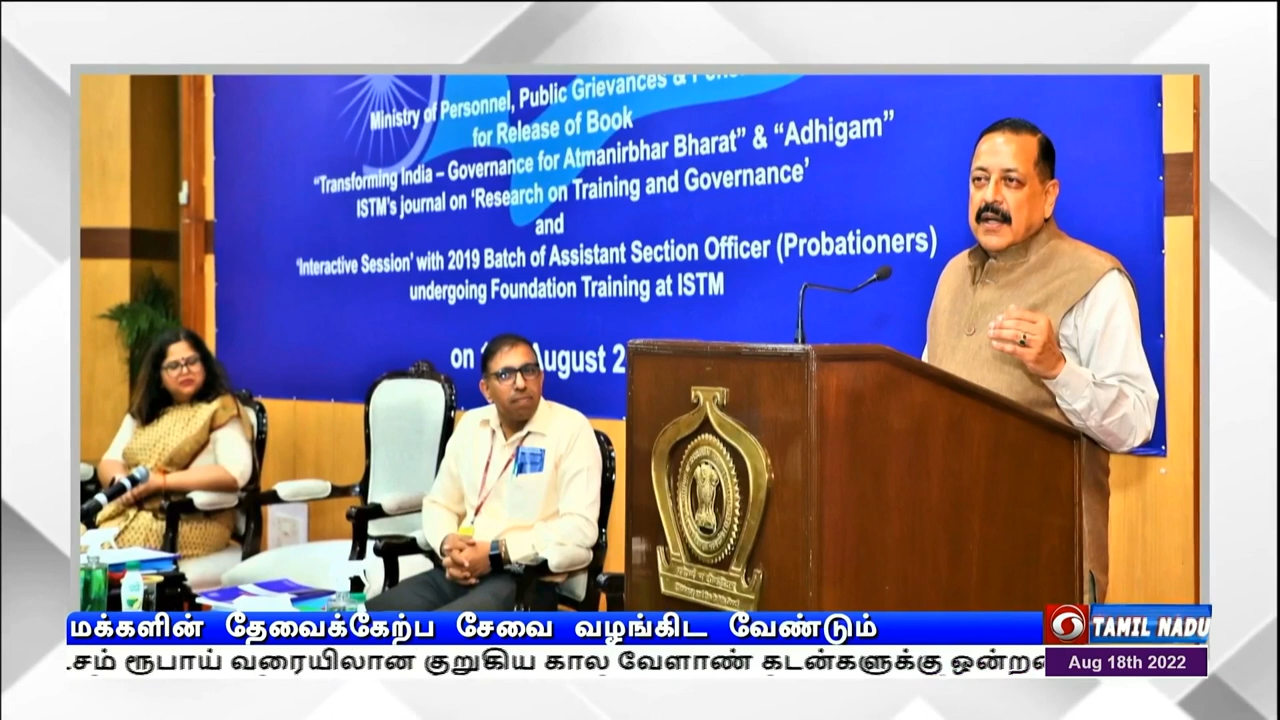 Ministry of Personnel, Public Grievances &
for Release of Book
“Transforming India – Governance for Atmanirbhar Bharat” & “Adhigam”
ISTM's journal on ‘Research on Training and Governance’
and
‘Interactive Session’ with 2019 Batch of Assistant Section Officer (Probationers)
undergoing Foundation Training at ISTM
on August 2
மக்களின் தேவைக்கேற்ப சேவை வழங்கிட வேண்டும்
TAMIL NADU
ரூபாய் வரையிலான குறுகிய கால வேளாண் கடன்களுக்கு
Aug 18th 2022